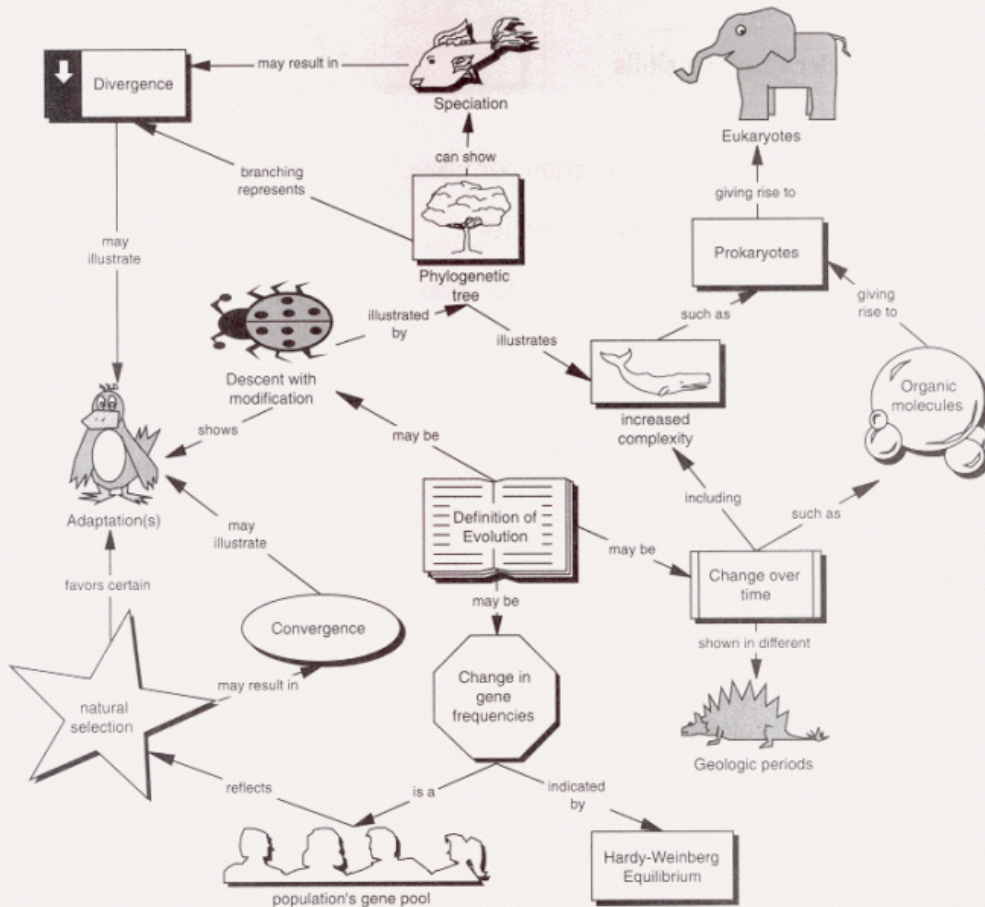 may result in
Divergence
Speciation
Eukaryotes
can show
branching
represents
giving rise to
Prokaryotes
may
illustrate
Phylogenetic
tree
giving
rise to
illustrated
by
such as
illustrates
Descent with
modification
Organic
molecules
increased
complexity
shows
may be
including
such as
Adaptation(s)
may
illustrate
Definition of
Evolution
may be
Change over
time
favors certain
may be
Convergence
shown in different
may result in
Change in
gene
frequencies
natural
selection
Geologic periods
reflects
is a
indicated
by
Hardy-Weinberg
Equilibrium
population's gene pool